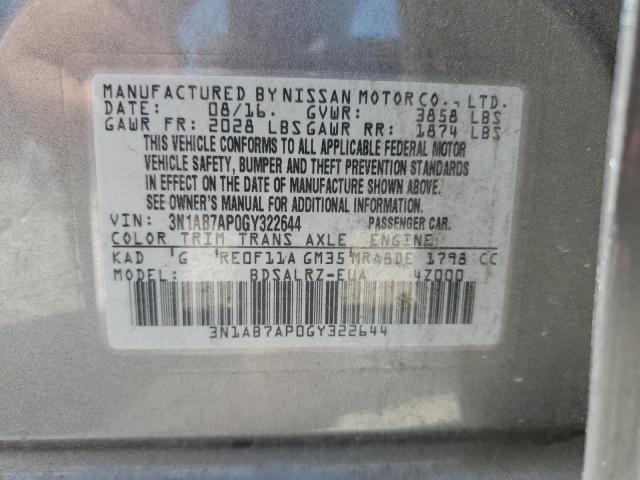 MANUFACTURED BY NISSAN MOTOR CO., LTD.
DATE: 08/16. GVWR: 3858 LBS
GAWR FR: 2028 LBS GAWR RR: 1874 LBS
THIS VEHICLE CONFORMS TO ALL APPLICABLE FEDERAL MOTOR
VEHICLE SAFETY, BUMPER AND THEFT PREVENTION STANDARDS
IN EFFECT ON THE DATE OF MANUFACTURE SHOWN ABOVE.
SEE OWNER'S MANUAL FOR ADDITIONAL INFORMATION.
VIN: 3N1AB7AP0GY322644 PASSENGER CAR.
COLOR TRIM TRANS AXLE ENGINE
KAD G RE0F11A GM35 MRA8DE 1798 CC
MODEL: BDSALRZ-EUA 4Z000
3N1AB7AP0GY322644